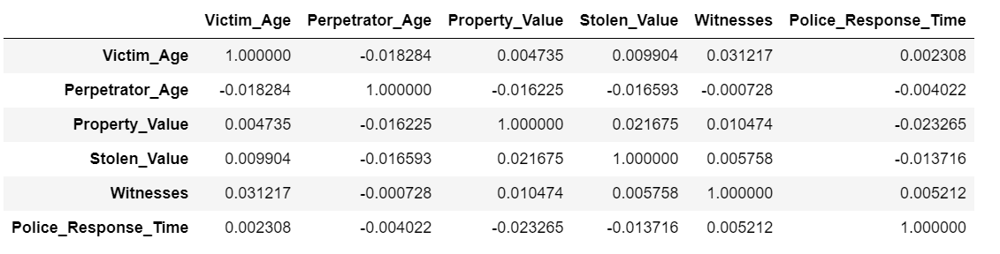 Victim_Age Perpetrator_Age Property_Value Stolen_Value Witnesses Police_Response_Time
Victim_Age 1.000000 -0.018284 0.004735 0.009904 0.031217 0.002308
Perpetrator_Age -0.018284 1.000000 -0.016225 -0.016593 -0.000728 -0.004022
Property_Value 0.004735 -0.016225 1.000000 0.021675 0.010474 -0.023265
Stolen_Value 0.009904 -0.016593 0.021675 1.000000 0.005758 -0.013716
Witnesses 0.031217 -0.000728 0.010474 0.005758 1.000000 0.005212
Police_Response_Time 0.002308 -0.004022 -0.023265 -0.013716 0.005212 1.000000